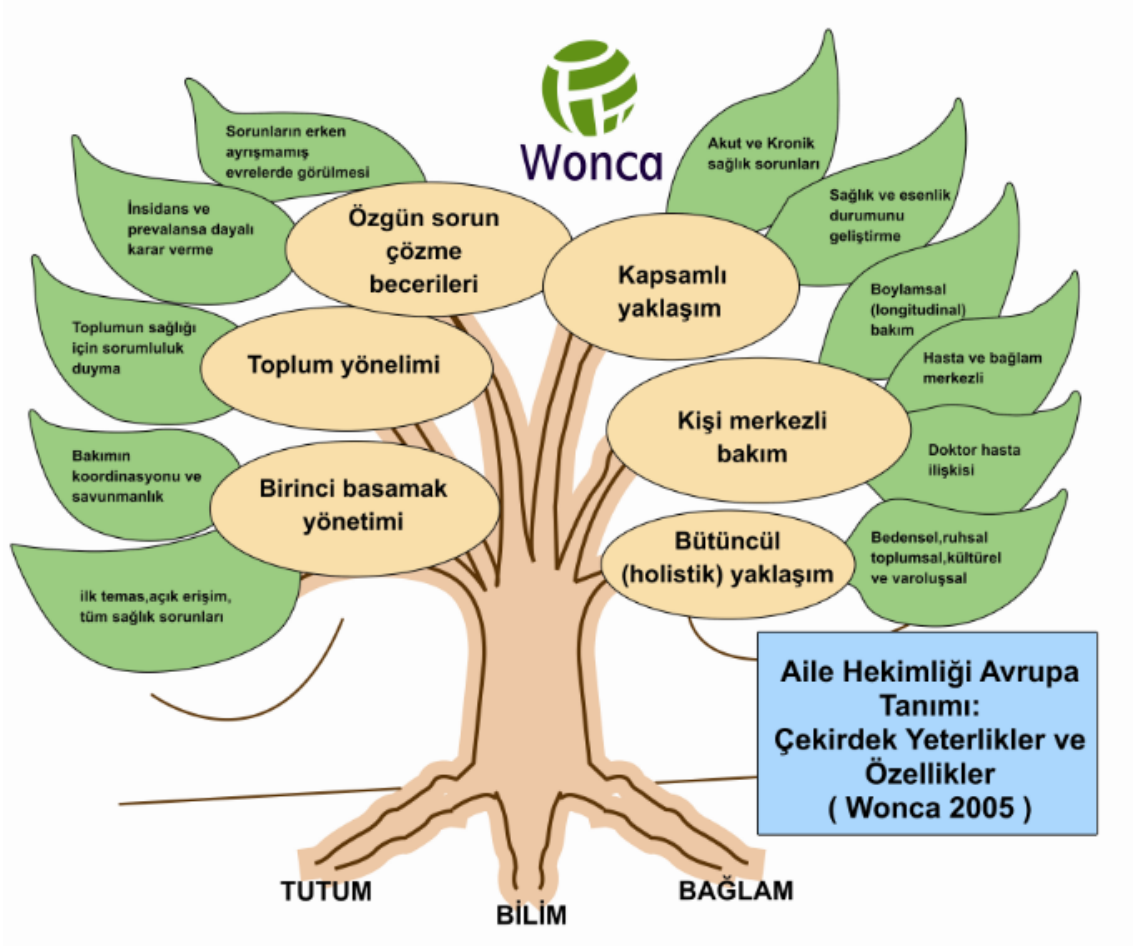 Wonca
Sorunların erken
ayrışmamış
evrelerde görülmesi
İnsidans ve
prevalansa dayalı
karar verme
Özgün sorun
çözme
becerileri
Toplumun sağlığı
için sorumluluk
duyma
Toplum yönelimi
Bakımın
koordinasyonu ve
savunmanlık
Birinci basamak
yönetimi
ilk temas,açık erişim,
tüm sağlık sorunları
Akut ve Kronik
sağlık sorunları
Sağlık ve esenlik
durumunu
geliştirme
Kapsamlı
yaklaşım
Boylamsal
(longitudinal)
bakım
Hasta ve bağlam
merkezli
Kişi merkezli
bakım
Doktor hasta
ilişkisi
Bütüncül
(holistik) yaklaşım
Bedensel,ruhsal
toplumsal,kültürel
ve varoluşsal
Aile Hekimliği Avrupa
Tanımı:
Çekirdek Yeterlikler ve
Özellikler
( Wonca 2005 )
TUTUM
BİLİM
BAĞLAM